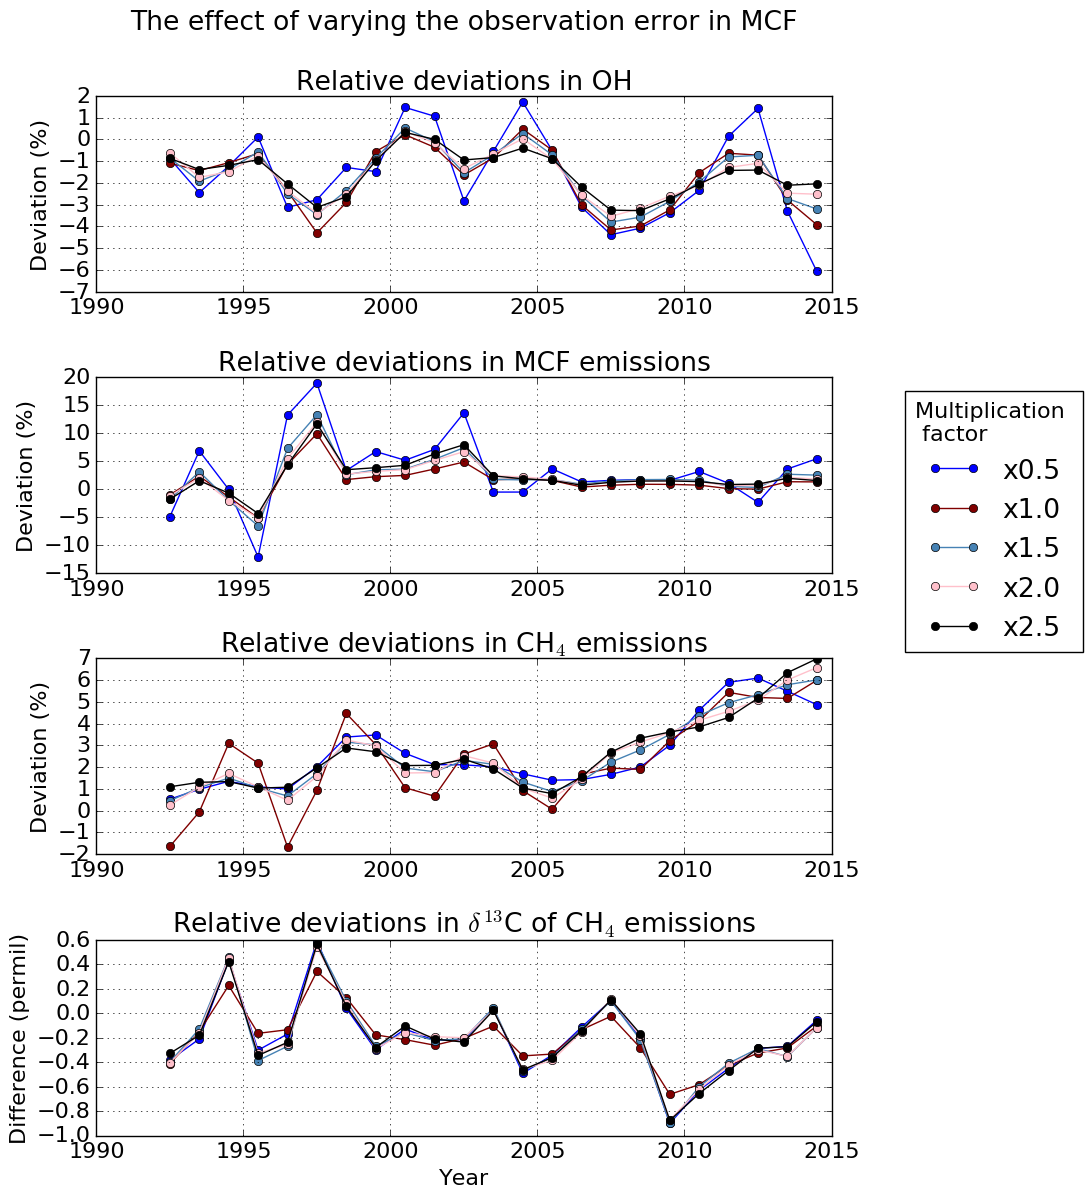 The effect of varying the observation error in MCF
Relative deviations in OH
Deviation (%)
2
1
0
−1
−2
−3
−4
−5
−6
−7
1990 1995 2000 2005 2010 2015
Relative deviations in MCF emissions
Deviation (%)
20
15
10
5
0
−5
−10
−15
1990 1995 2000 2005 2010 2015
Multiplication
factor
x0.5
x1.0
x1.5
x2.0
x2.5
Relative deviations in CH₄ emissions
Deviation (%)
7
6
5
4
3
2
1
0
−1
−2
1990 1995 2000 2005 2010 2015
Relative deviations in δ¹³C of CH₄ emissions
Difference (permil)
0.6
0.4
0.2
0.0
−0.2
−0.4
−0.6
−0.8
−1.0
1990 1995 2000 2005 2010 2015
Year